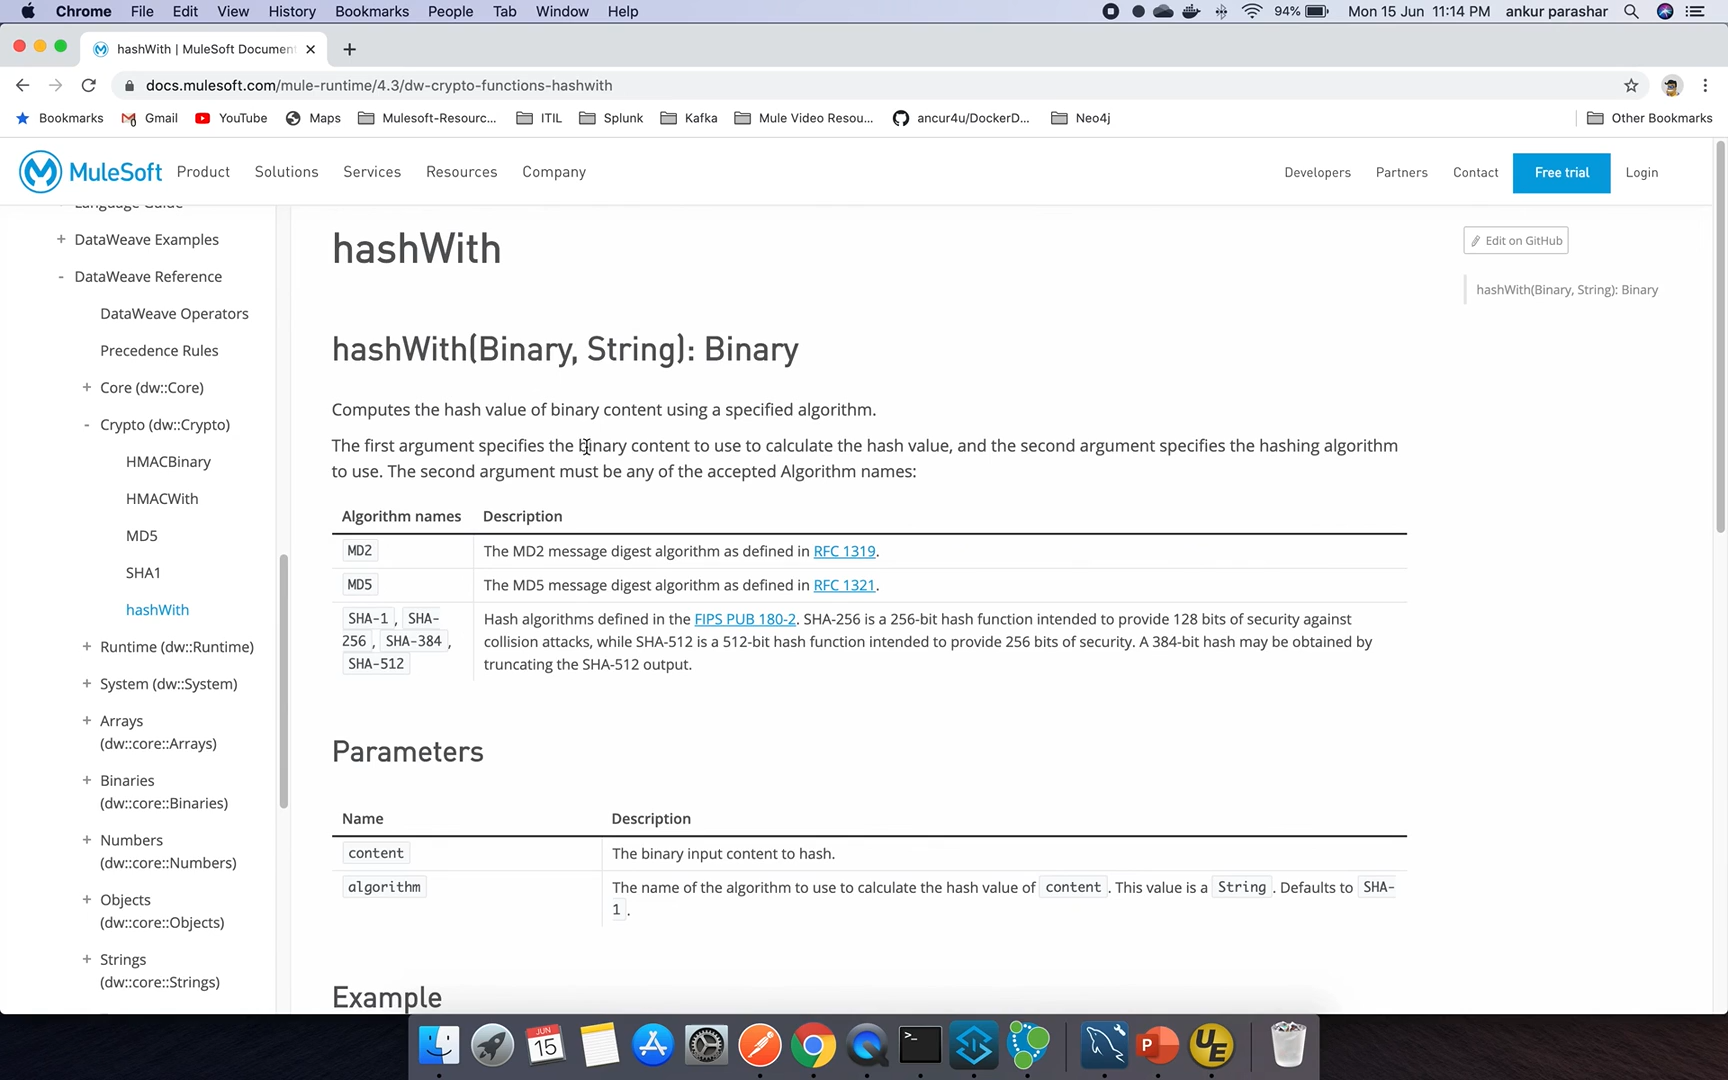 Chrome File Edit View History Bookmarks People Tab Window Help 94% Mon 15 Jun 11:14 PM ankur parashar
hashWith | MuleSoft Document
docs.mulesoft.com/mule-runtime/4.3/dw-crypto-functions-hashwith
Bookmarks Gmail YouTube Maps Mulesoft-Resourc... ITIL Splunk Kafka Mule Video Resou... ancur4u/DockerD... Neo4j Other Bookmarks
MuleSoft Product Solutions Services Resources Company Developers Partners Contact Free trial Login
Language Guide
+ DataWeave Examples
- DataWeave Reference
DataWeave Operators
Precedence Rules
+ Core (dw::Core)
- Crypto (dw::Crypto)
HMACBinary
HMACWith
MD5
SHA1
hashWith
+ Runtime (dw::Runtime)
+ System (dw::System)
+ Arrays
(dw::core::Arrays)
+ Binaries
(dw::core::Binaries)
+ Numbers
(dw::core::Numbers)
+ Objects
(dw::core::Objects)
+ Strings
(dw::core::Strings)
hashWith
hashWith(Binary, String): Binary
Computes the hash value of binary content using a specified algorithm.
The first argument specifies the binary content to use to calculate the hash value, and the second argument specifies the hashing algorithm
to use. The second argument must be any of the accepted Algorithm names:
Algorithm names Description
MD2 The MD2 message digest algorithm as defined in RFC 1319.
MD5 The MD5 message digest algorithm as defined in RFC 1321.
SHA-1 , SHA- Hash algorithms defined in the FIPS PUB 180-2. SHA-256 is a 256-bit hash function intended to provide 128 bits of security against
256 , SHA-384 , collision attacks, while SHA-512 is a 512-bit hash function intended to provide 256 bits of security. A 384-bit hash may be obtained by
SHA-512 truncating the SHA-512 output.
Parameters
Name Description
content The binary input content to hash.
algorithm The name of the algorithm to use to calculate the hash value of content . This value is a String . Defaults to SHA-
1 .
Example
Edit on GitHub
hashWith(Binary, String): Binary
JUN
15
P
UE